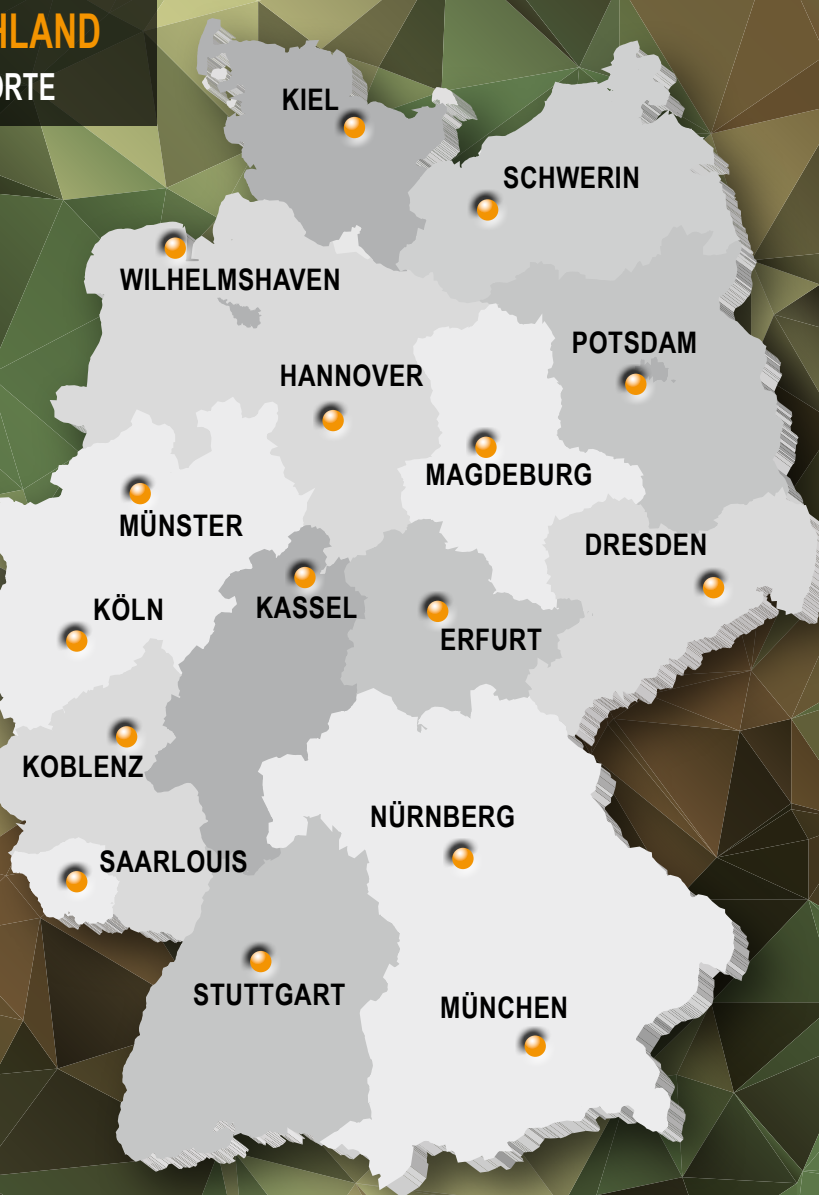 HLAND
ORTE
KIEL
SCHWERIN
WILHELMSHAVEN
POTSDAM
HANNOVER
MAGDEBURG
MÜNSTER
DRESDEN
KÖLN
KASSEL
ERFURT
KOBLENZ
NÜRNBERG
SAARLOUIS
STUTTGART
MÜNCHEN